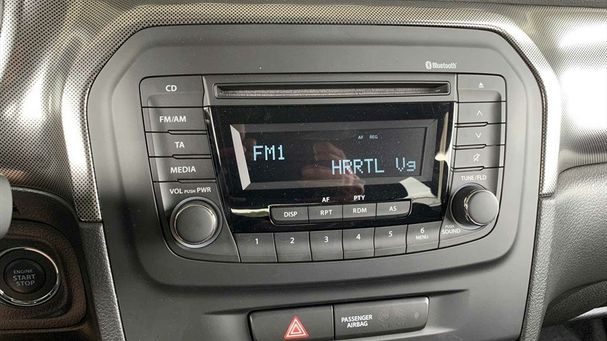 Bluetooth
CD
FM/AM
TA
MEDIA
VOL PUSH PWR
AF REG
FM1
HRRTL Vg
AF PTY
DISP RPT RDM AS
1 2 3 4 5 6
MENU
TUNE/FLD
SOUND
ENGINE
START
STOP
PASSENGER
AIRBAG